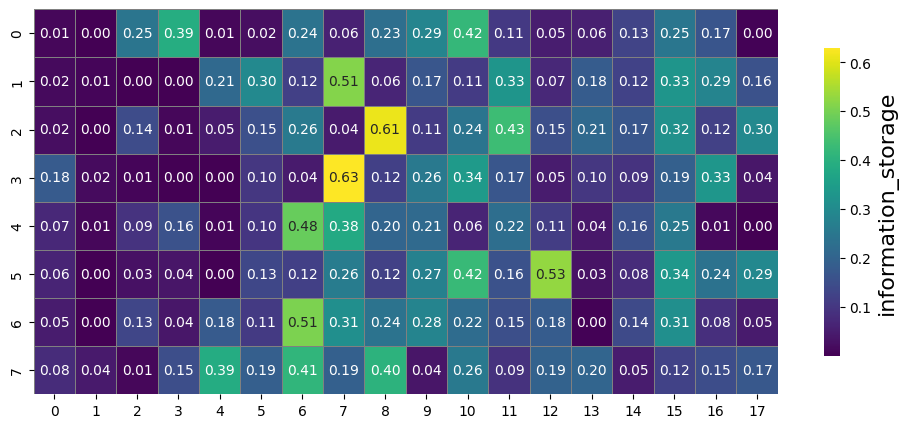 0 0.01 0.00 0.25 0.39 0.01 0.02 0.24 0.06 0.23 0.29 0.42 0.11 0.05 0.06 0.13 0.25 0.17 0.00
1 0.02 0.01 0.00 0.00 0.21 0.30 0.12 0.51 0.06 0.17 0.11 0.33 0.07 0.18 0.12 0.33 0.29 0.16
2 0.02 0.00 0.14 0.01 0.05 0.15 0.26 0.04 0.61 0.11 0.24 0.43 0.15 0.21 0.17 0.32 0.12 0.30
3 0.18 0.02 0.01 0.00 0.00 0.10 0.04 0.63 0.12 0.26 0.34 0.17 0.05 0.10 0.09 0.19 0.33 0.04
4 0.07 0.01 0.09 0.16 0.01 0.10 0.48 0.38 0.20 0.21 0.06 0.22 0.11 0.04 0.16 0.25 0.01 0.00
5 0.06 0.00 0.03 0.04 0.00 0.13 0.12 0.26 0.12 0.27 0.42 0.16 0.53 0.03 0.08 0.34 0.24 0.29
6 0.05 0.00 0.13 0.04 0.18 0.11 0.51 0.31 0.24 0.28 0.22 0.15 0.18 0.00 0.14 0.31 0.08 0.05
7 0.08 0.04 0.01 0.15 0.39 0.19 0.41 0.19 0.40 0.04 0.26 0.09 0.19 0.20 0.05 0.12 0.15 0.17
0 1 2 3 4 5 6 7 8 9 10 11 12 13 14 15 16 17
0.6
0.5
0.4
0.3
0.2
0.1
information_storage